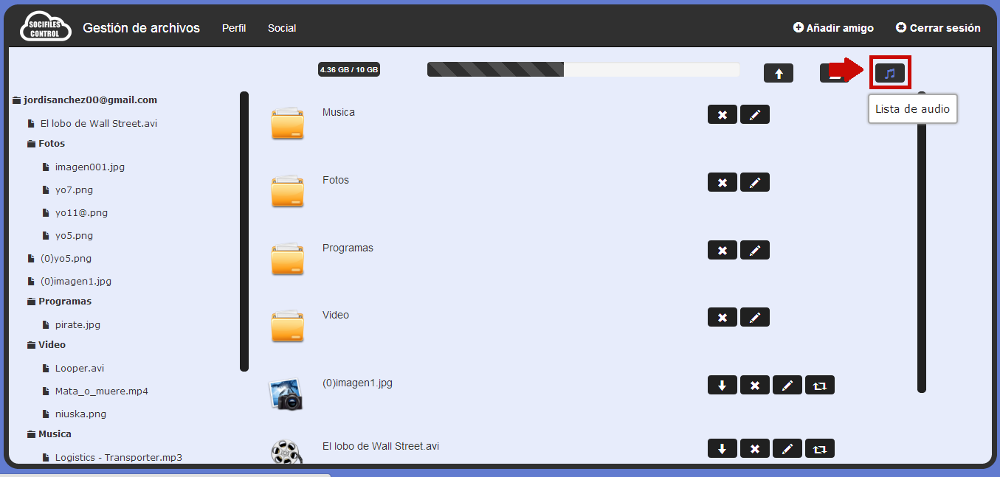 SOCIFILES
CONTROL
Gestión de archivos
Perfil
Social
Añadir amigo
Cerrar sesión
4.36 GB / 10 GB
Lista de audio
jordisanchez00@gmail.com
El lobo de Wall Street.avi
Fotos
imagen001.jpg
yo7.png
yo11@.png
yo5.png
(0)yo5.png
(0)imagen1.jpg
Programas
pirate.jpg
Video
Looper.avi
Mata_o_muere.mp4
niuska.png
Musica
Logistics - Transporter.mp3
Musica
Fotos
Programas
Video
(0)imagen1.jpg
El lobo de Wall Street.avi